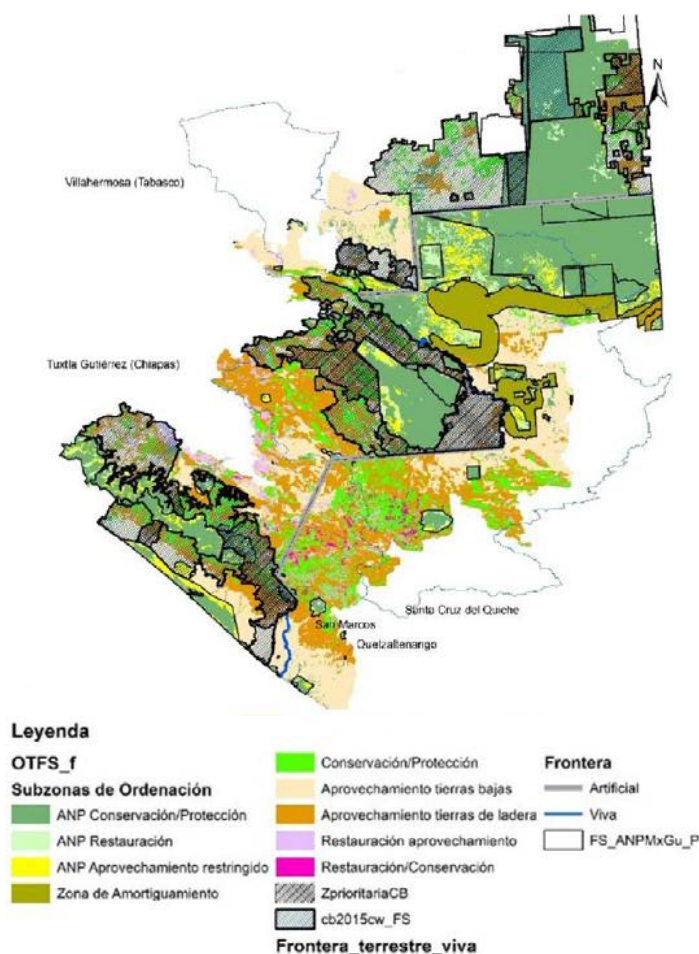 N
Villahermosa (Tabasco)
Tuxtla Gutiérrez (Chiapas)
Santa Cruz del Quiche
San Marcos
Quetzaltenango
Leyenda
OTFS_f
Subzonas de Ordenación
ANP Conservación/Protección
ANP Restauración
ANP Aprovechamiento restringido
Zona de Amortiguamiento
Conservación/Protección
Aprovechamiento tierras bajas
Aprovechamiento tierras de ladera
Restauración aprovechamiento
Restauración/Conservación
ZprioritariaCB
cb2015cw_FS
Frontera_terrestre_viva
Frontera
Artificial
Viva
FS_ANPMxGu_P